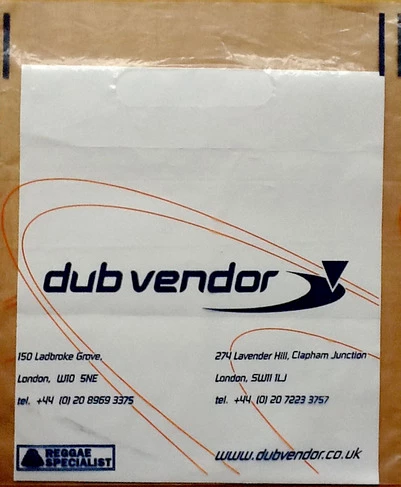 dub vendor
150 Ladbroke Grove,
London, W10 5NE
tel. +44 (0) 20 8969 3375
274 Lavender Hill, Clapham Junction
London, SW11 1LJ
tel. +44 (0) 20 7223 3757
REGGAE
SPECIALIST
www.dubvendor.co.uk